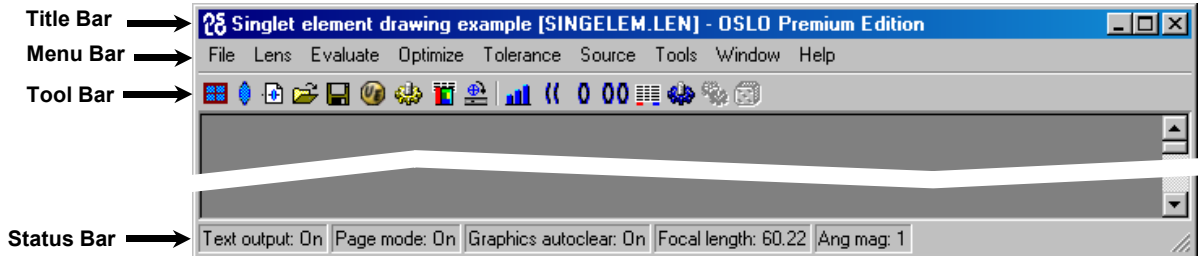 Title Bar
Singlet element drawing example [SINGELEM.LEN] - OSLO Premium Edition
Menu Bar
File Lens Evaluate Optimize Tolerance Source Tools Window Help
Tool Bar
Status Bar
Text output: On Page mode: On Graphics autoclear: On Focal length: 60.22 Ang mag: 1